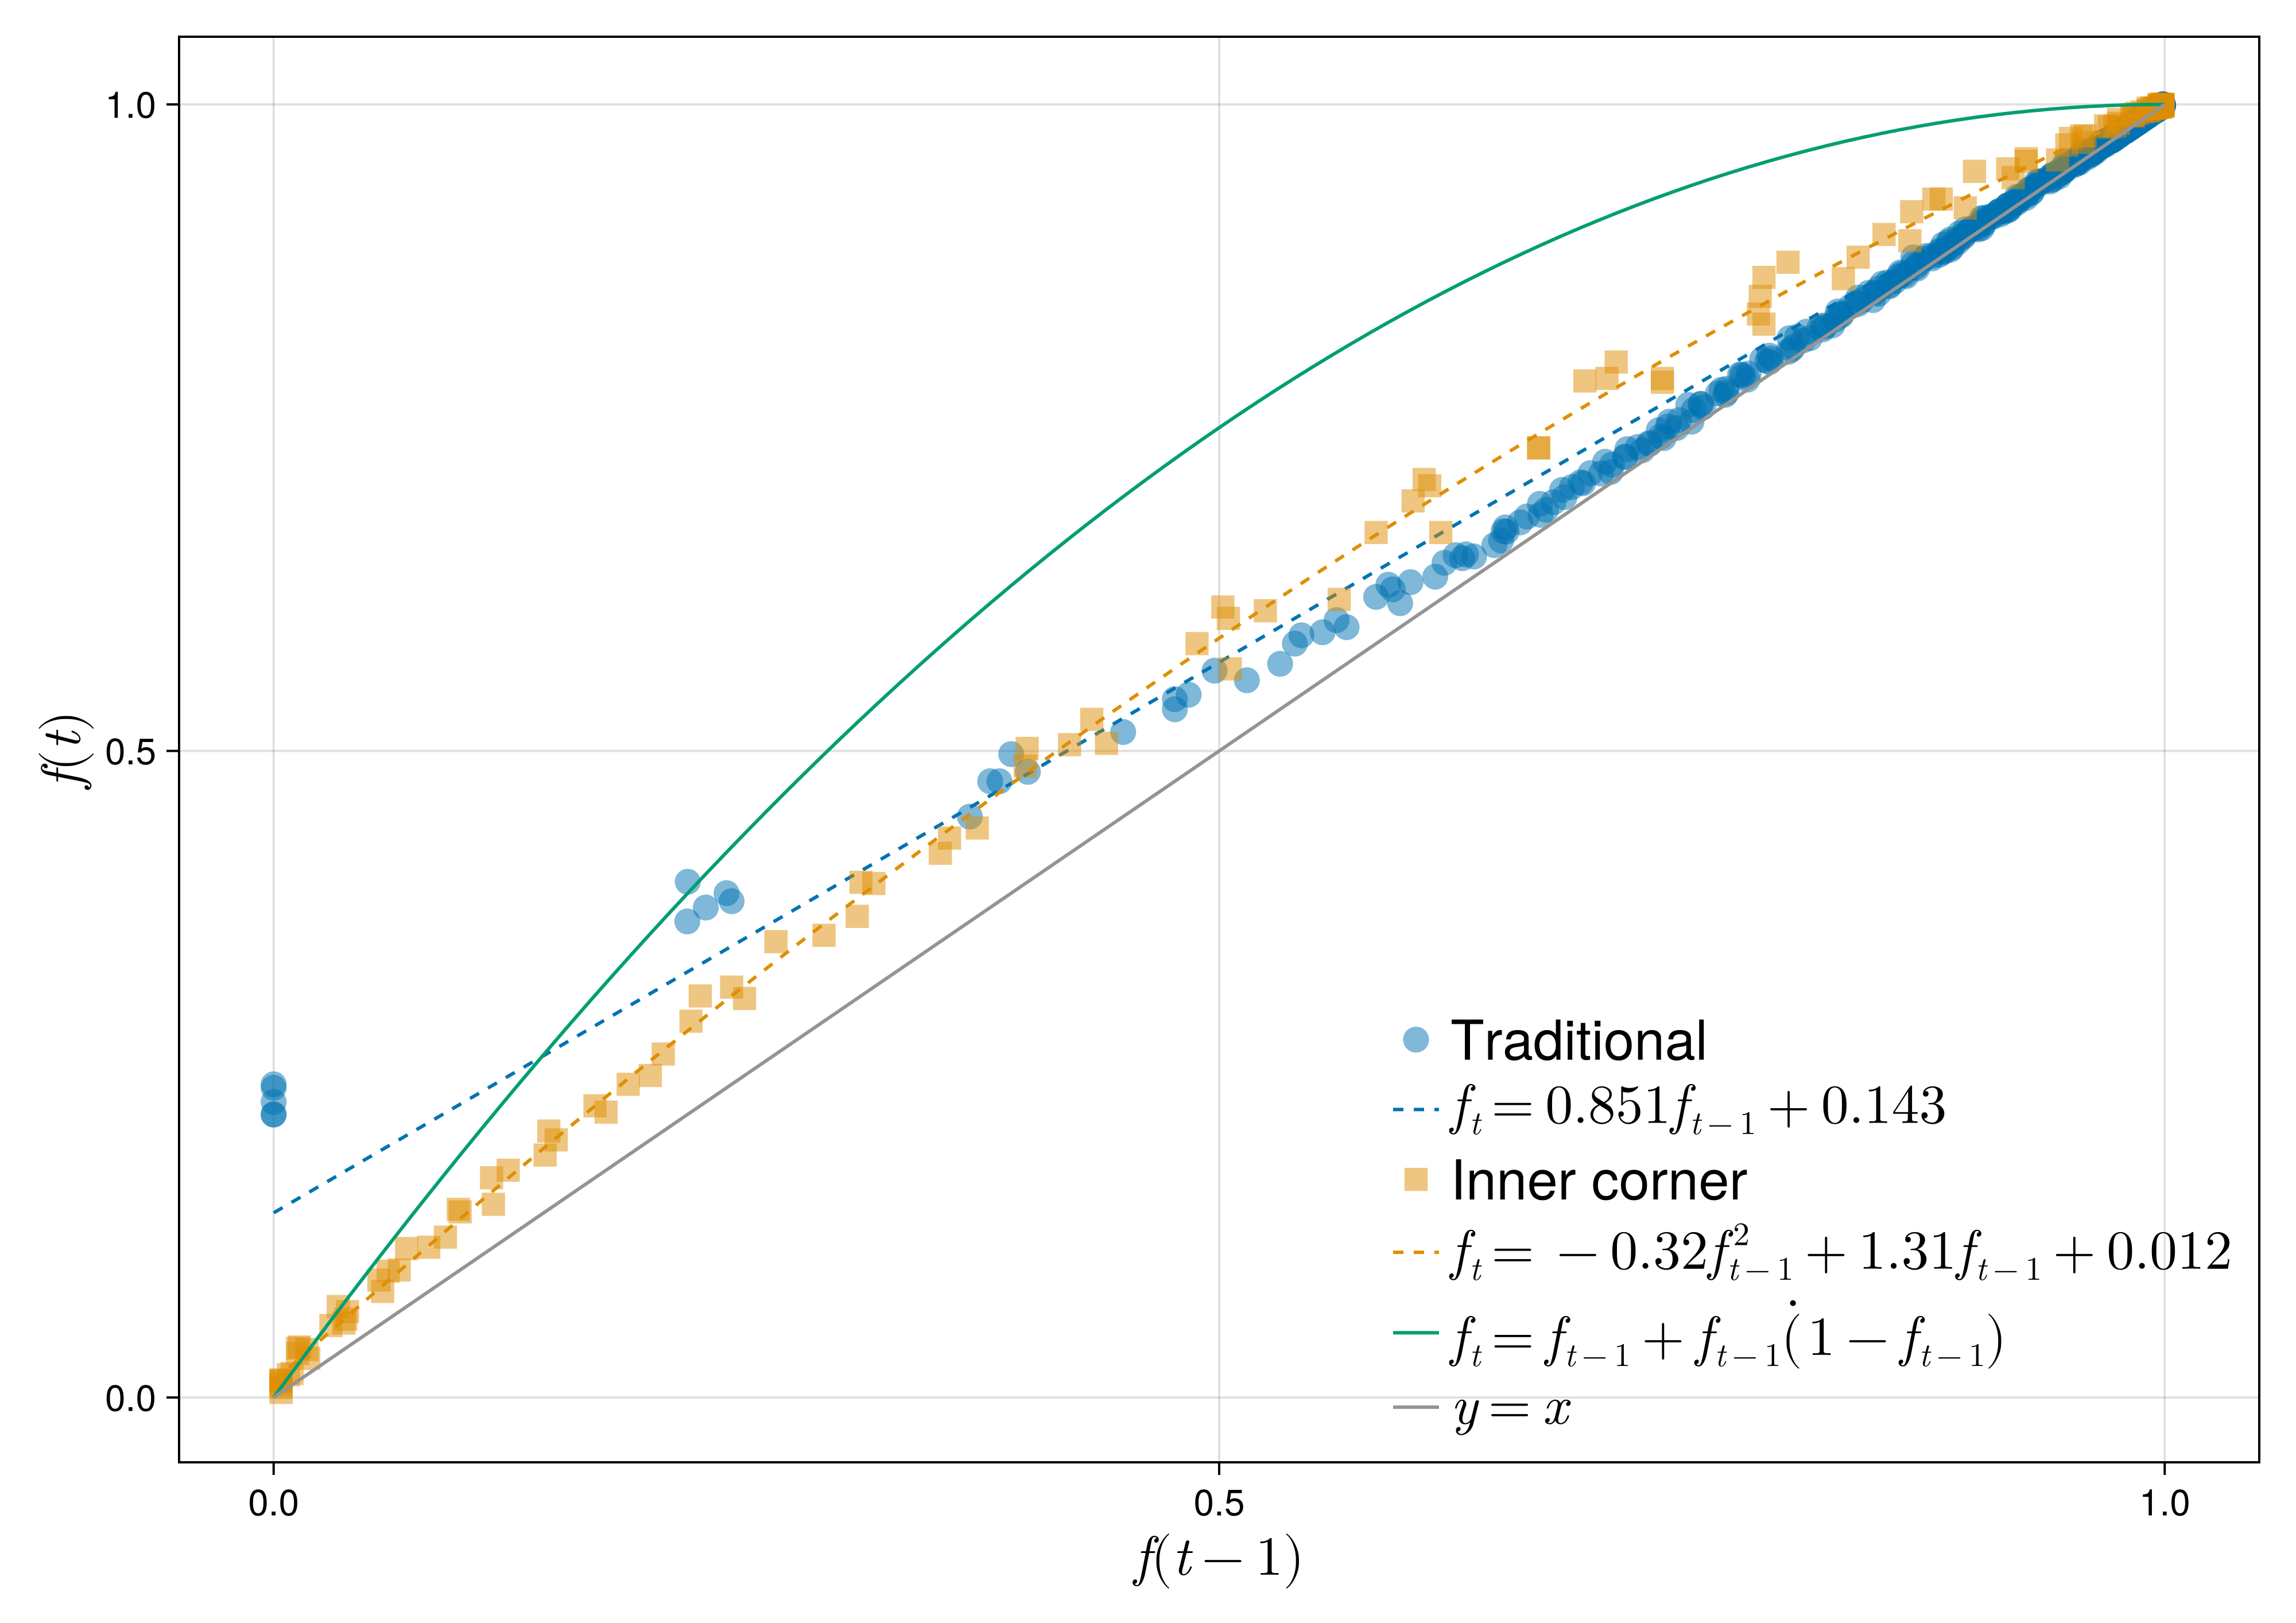 1.0
0.5
0.0
f(t)
Traditional
f_t = 0.851f_{t-1} + 0.143
Inner corner
f_t = -0.32f^2_{t-1} + 1.31f_{t-1} + 0.012
f_t = f_{t-1} + f_{t-1}(̇1 - f_{t-1})
y = x
0.0 0.5 1.0
f(t - 1)